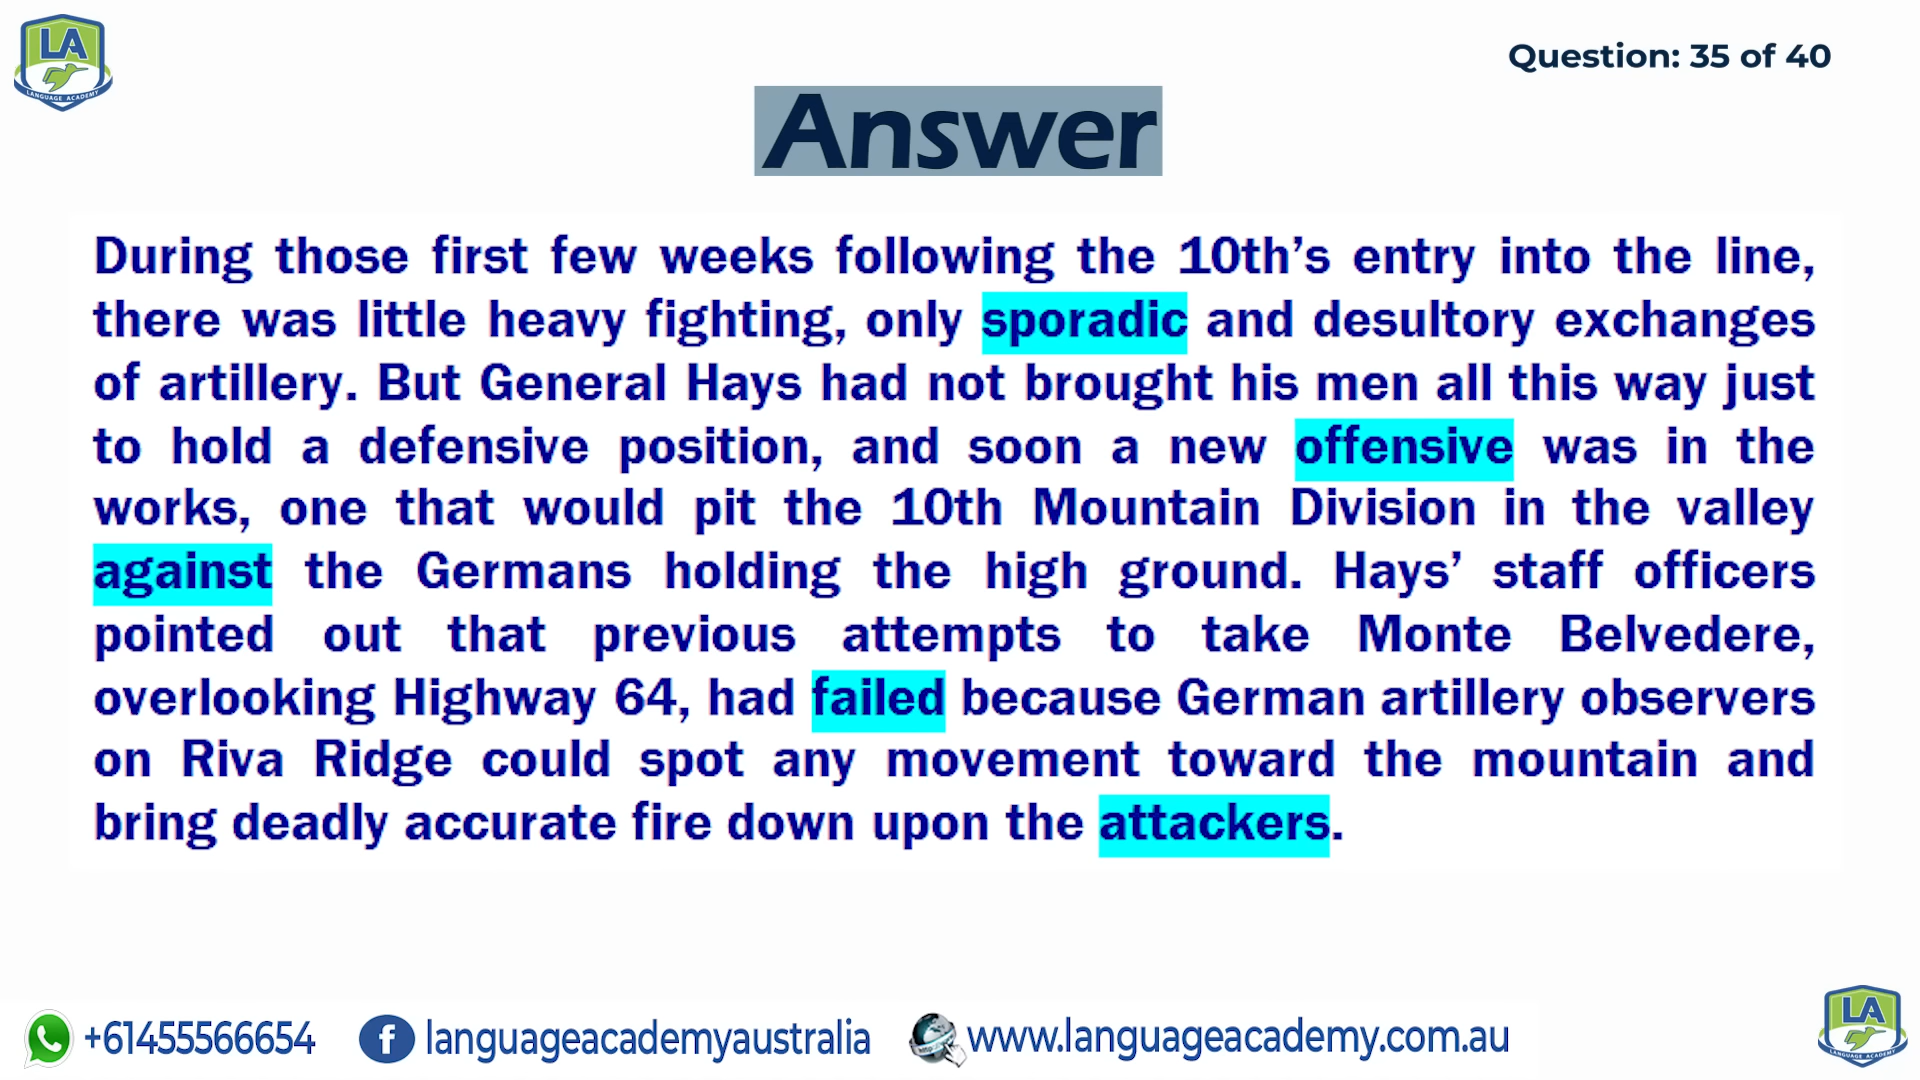 LA
LANGUAGE ACADEMY
Question: 35 of 40
Answer
During those first few weeks following the 10th’s entry into the line,
there was little heavy fighting, only sporadic and desultory exchanges
of artillery. But General Hays had not brought his men all this way just
to hold a defensive position, and soon a new offensive was in the
works, one that would pit the 10th Mountain Division in the valley
against the Germans holding the high ground. Hays’ staff officers
pointed out that previous attempts to take Monte Belvedere,
overlooking Highway 64, had failed because German artillery observers
on Riva Ridge could spot any movement toward the mountain and
bring deadly accurate fire down upon the attackers.
+61455566654
f languageacademyaustralia
http:// www.languageacademy.com.au
LA
LANGUAGE ACADEMY